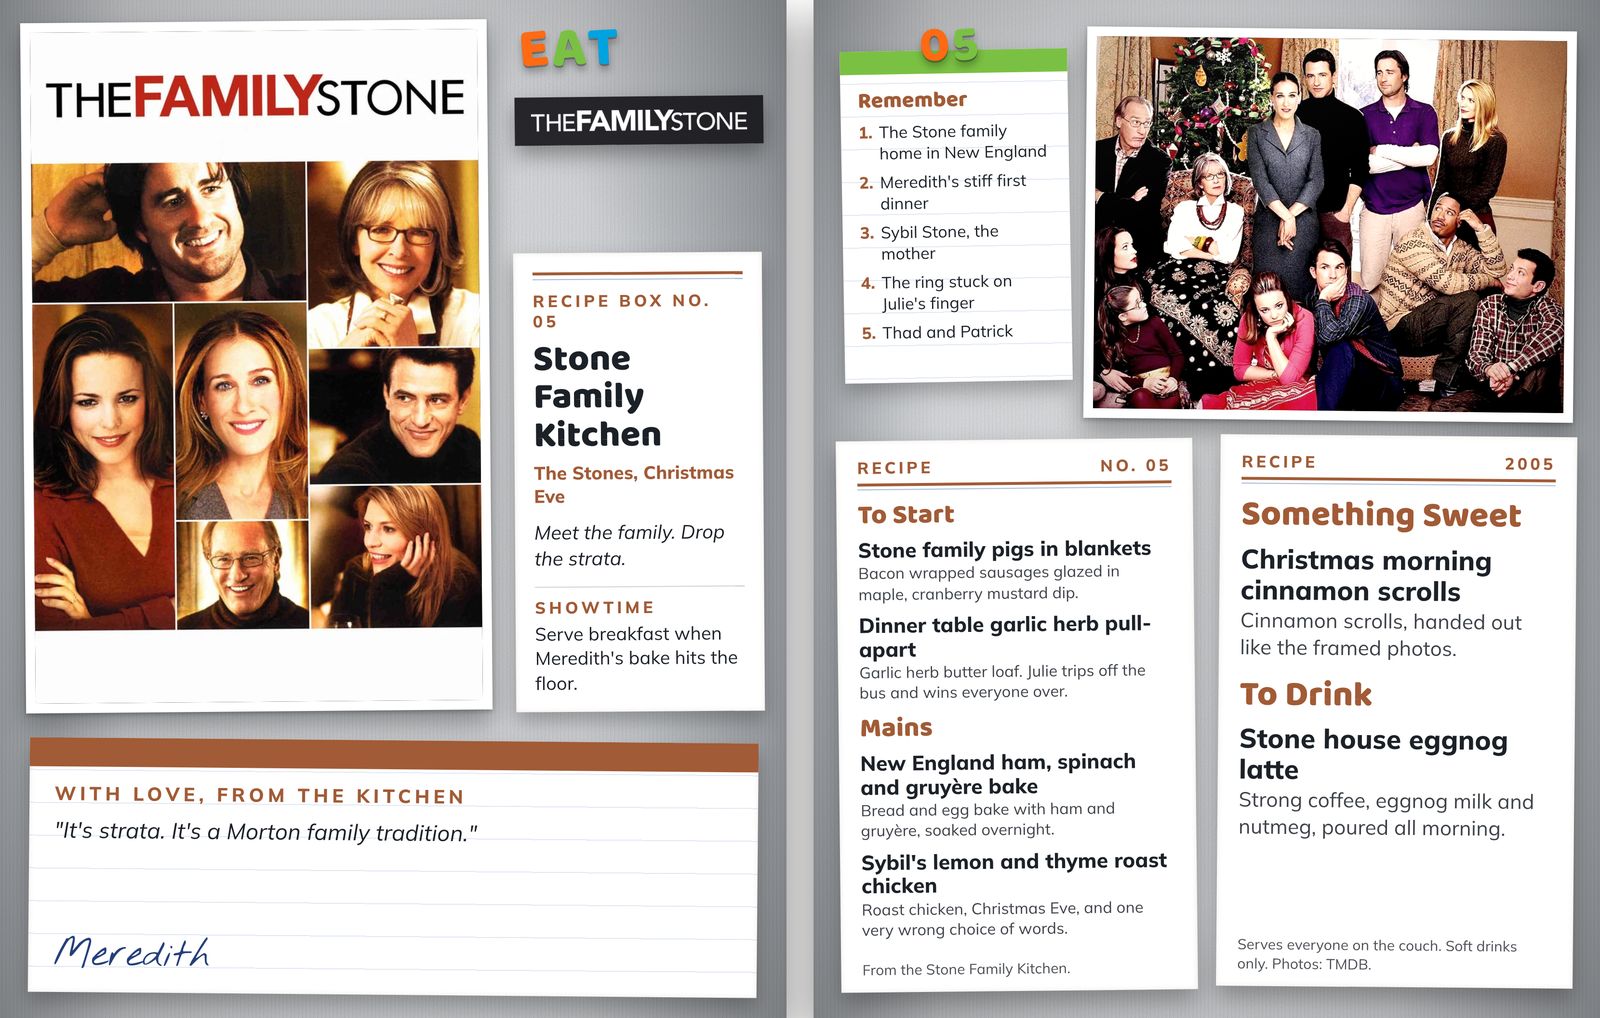 THEFAMILYSTONE
EAT
THEFAMILYSTONE
RECIPE BOX NO.
05
Stone
Family
Kitchen
The Stones, Christmas
Eve
Meet the family. Drop
the strata.
SHOWTIME
Serve breakfast when
Meredith's bake hits the
floor.
WITH LOVE, FROM THE KITCHEN
"It's strata. It's a Morton family tradition."
Meredith
05
Remember
1. The Stone family
home in New England
2. Meredith's stiff first
dinner
3. Sybil Stone, the
mother
4. The ring stuck on
Julie's finger
5. Thad and Patrick
RECIPE NO. 05
To Start
Stone family pigs in blankets
Bacon wrapped sausages glazed in
maple, cranberry mustard dip.
Dinner table garlic herb pull-
apart
Garlic herb butter loaf. Julie trips off the
bus and wins everyone over.
Mains
New England ham, spinach
and gruyère bake
Bread and egg bake with ham and
gruyère, soaked overnight.
Sybil's lemon and thyme roast
chicken
Roast chicken, Christmas Eve, and one
very wrong choice of words.
From the Stone Family Kitchen.
RECIPE 2005
Something Sweet
Christmas morning
cinnamon scrolls
Cinnamon scrolls, handed out
like the framed photos.
To Drink
Stone house eggnog
latte
Strong coffee, eggnog milk and
nutmeg, poured all morning.
Serves everyone on the couch. Soft drinks
only. Photos: TMDB.